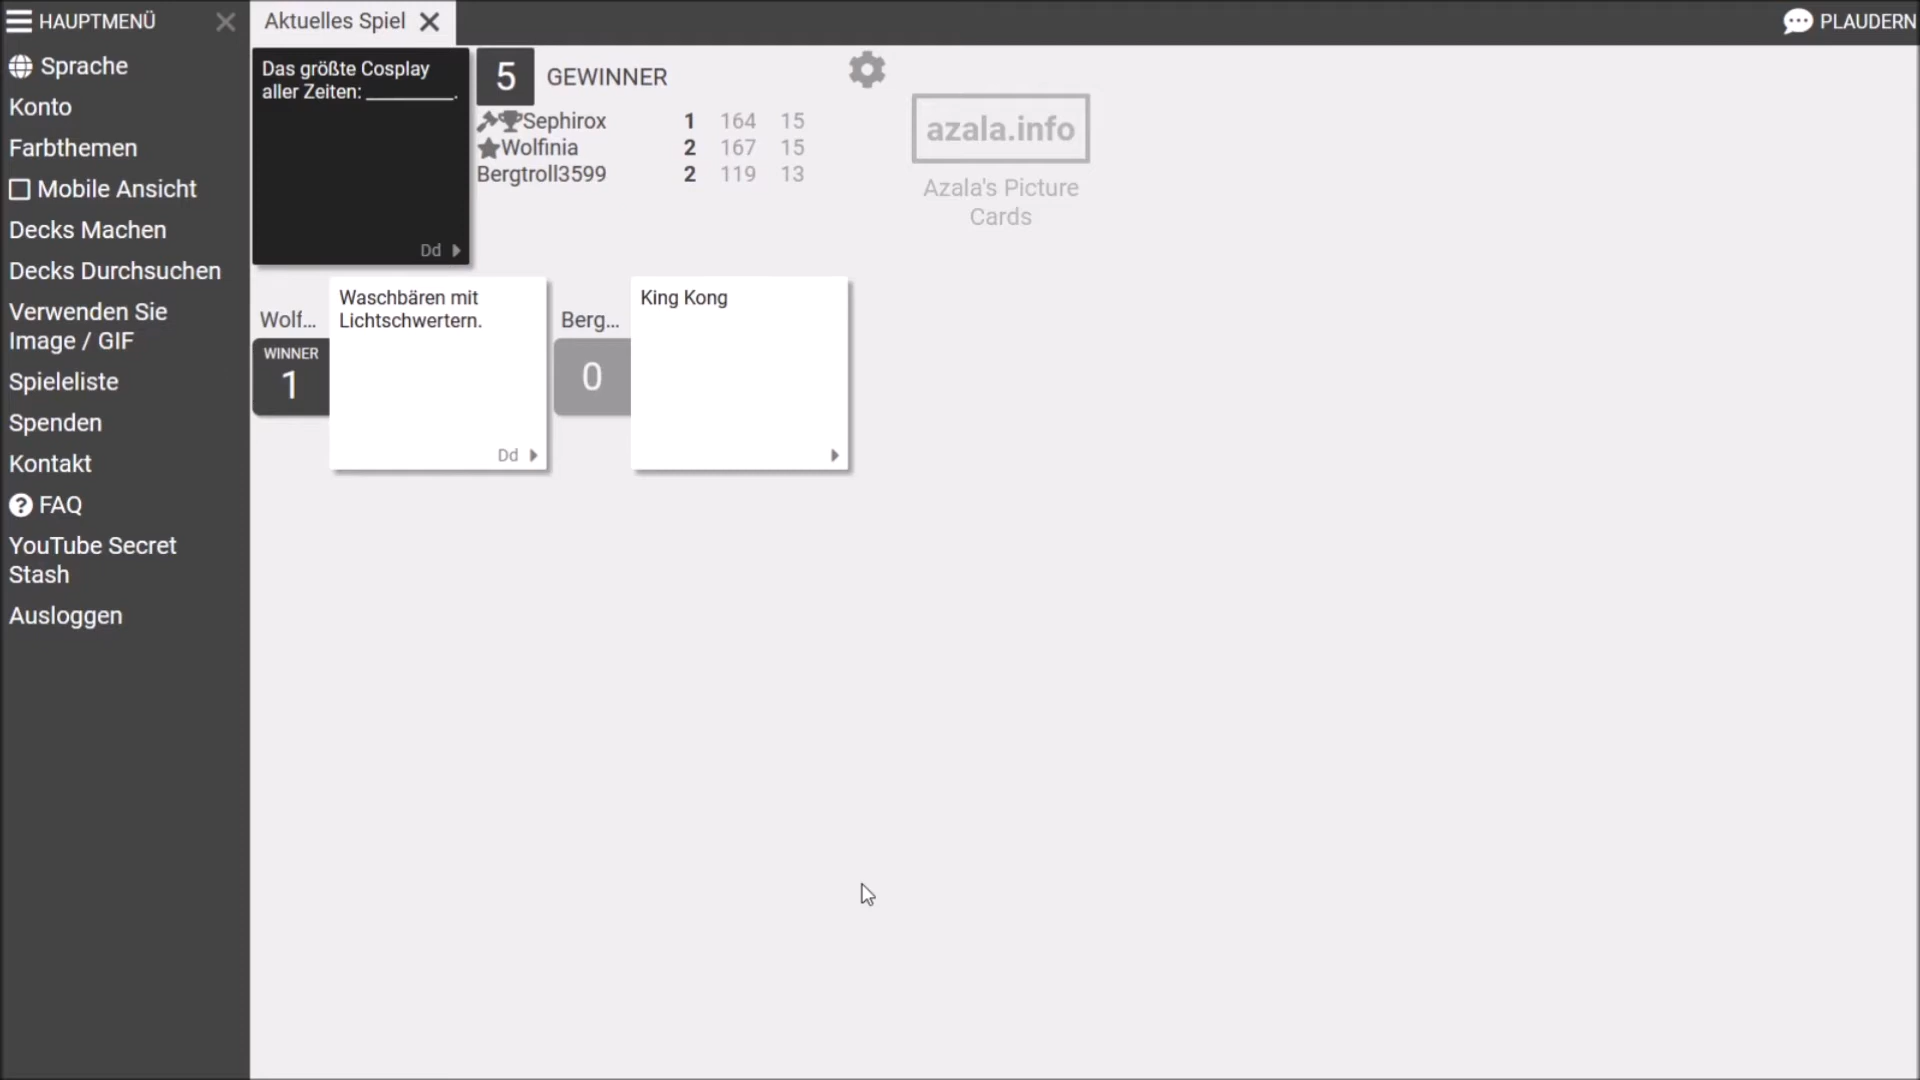 HAUPTMENÜ
Sprache
Konto
Farbthemen
Mobile Ansicht
Decks Machen
Decks Durchsuchen
Verwenden Sie
Image / GIF
Spieleliste
Spenden
Kontakt
FAQ
YouTube Secret
Stash
Ausloggen
Aktuelles Spiel
PLAUDERN
Das größte Cosplay
aller Zeiten: ________.
Dd
5 GEWINNER
Sephirox 1 164 15
Wolfinia 2 167 15
Bergtroll3599 2 119 13
azala.info
Azala's Picture
Cards
Wolf...
WINNER
1
Waschbären mit
Lichtschwertern.
Dd
Berg...
0
King Kong